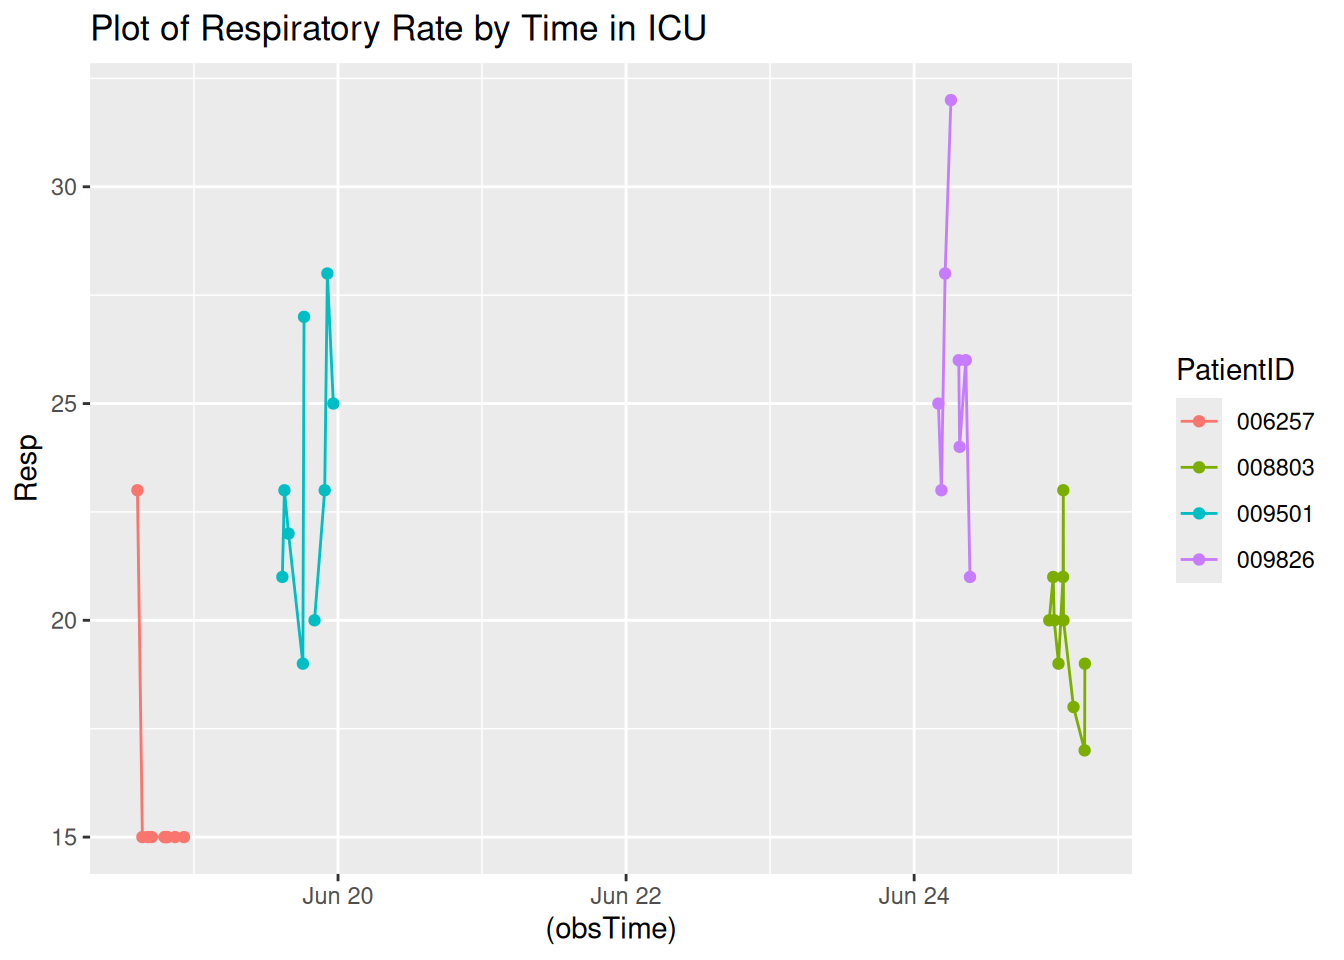 Plot of Respiratory Rate by Time in ICU
30
25
20
15
Resp
Jun 20
Jun 22
Jun 24
(obsTime)
PatientID
006257
008803
009501
009826